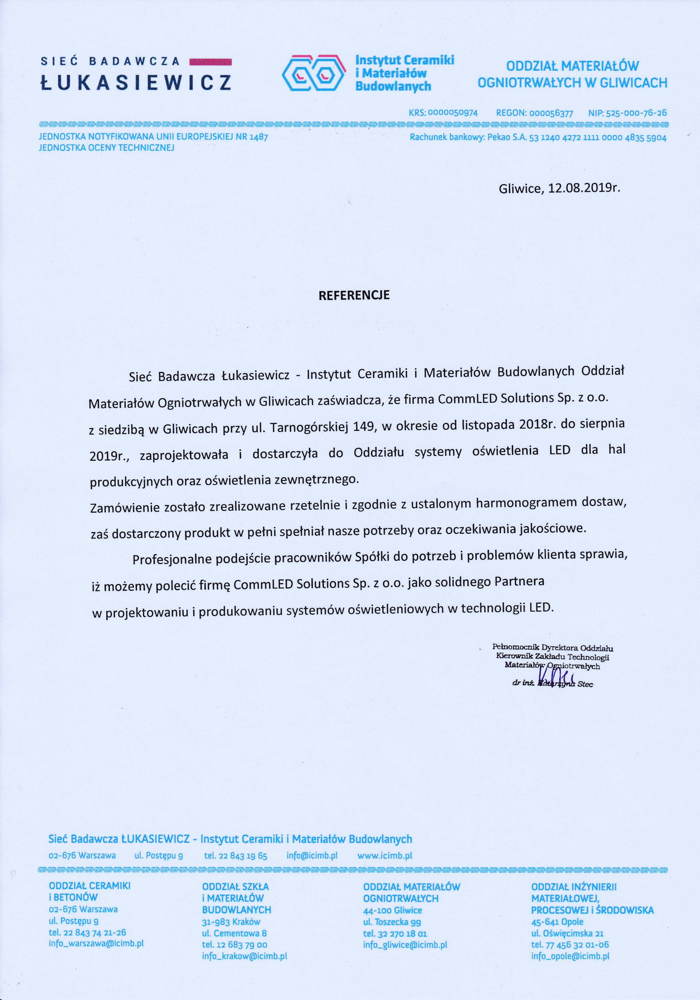 SIEĆ BADAWCZA
ŁUKASIEWICZ
Instytut Ceramiki
i Materiałów
Budowlanych
ODDZIAŁ MATERIAŁÓW
OGNIOTRWAŁYCH W GLIWICACH
KRS: 0000050974 REGON: 000056377 NIP: 525-000-76-26
JEDNOSTKA NOTYFIKOWANA UNII EUROPEJSKIEJ NR 1487
JEDNOSTKA OCENY TECHNICZNEJ
Rachunek bankowy: Pekao S.A. 53 1240 4272 1111 0000 4835 5904
Gliwice, 12.08.2019r.
REFERENCJE
Sieć Badawcza Łukasiewicz - Instytut Ceramiki i Materiałów Budowlanych Oddział
Materiałów Ogniotrwałych w Gliwicach zaświadcza, że firma CommLED Solutions Sp. z o.o.
z siedzibą w Gliwicach przy ul. Tarnogórskiej 149, w okresie od listopada 2018r. do sierpnia
2019r., zaprojektowała i dostarczyła do Oddziału systemy oświetlenia LED dla hal
produkcyjnych oraz oświetlenia zewnętrznego.
Zamówienie zostało zrealizowane rzetelnie i zgodnie z ustalonym harmonogramem dostaw,
zaś dostarczony produkt w pełni spełniał nasze potrzeby oraz oczekiwania jakościowe.
Profesjonalne podejście pracowników Spółki do potrzeb i problemów klienta sprawia,
iż możemy polecić firmę CommLED Solutions Sp. z o.o. jako solidnego Partnera
w projektowaniu i produkowaniu systemów oświetleniowych w technologii LED.
Pełnomocnik Dyrektora Oddziału
Kierownik Zakładu Technologii
Materiałów Ogniotrwałych
dr inż. Katarzyna Stec
Sieć Badawcza ŁUKASIEWICZ - Instytut Ceramiki i Materiałów Budowlanych
02-676 Warszawa ul. Postępu 9 tel. 22 843 19 65 info@icimb.pl www.icimb.pl
ODDZIAŁ CERAMIKI
i BETONÓW
02-676 Warszawa
ul. Postępu 9
tel. 22 843 74 21-26
info_warszawa@icimb.pl
ODDZIAŁ SZKŁA
i MATERIAŁÓW
BUDOWLANYCH
31-983 Kraków
ul. Cementowa 8
tel. 12 683 79 00
info_krakow@icimb.pl
ODDZIAŁ MATERIAŁÓW
OGNIOTRWAŁYCH
44-100 Gliwice
ul. Toszecka 99
tel. 32 270 18 01
info_gliwice@icimb.pl
ODDZIAŁ INŻYNIERII
MATERIAŁOWEJ,
PROCESOWEJ i ŚRODOWISKA
45-641 Opole
ul. Oświęcimska 21
tel. 77 456 32 01-06
info_opole@icimb.pl